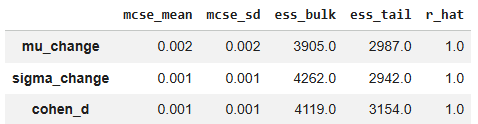 mcse_mean mcse_sd ess_bulk ess_tail r_hat
mu_change 0.002 0.002 3905.0 2987.0 1.0
sigma_change 0.001 0.001 4262.0 2942.0 1.0
cohen_d 0.001 0.001 4119.0 3154.0 1.0